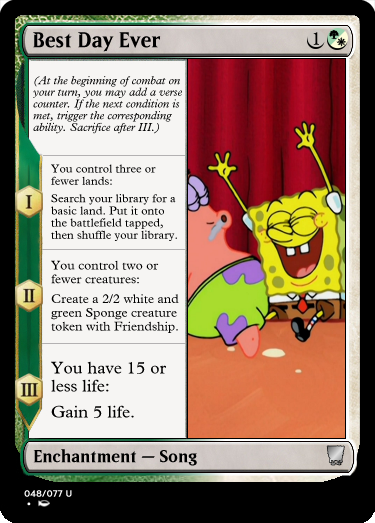 Best Day Ever 1
(At the beginning of combat on
your turn, you may add a verse
counter. If the next condition is
met, trigger the corresponding
ability. Sacrifice after III.)
You control three or
fewer lands:
I
Search your library for a
basic land. Put it onto
the battlefield tapped,
then shuffle your library.
You control two or
fewer creatures:
II
Create a 2/2 white and
green Sponge creature
token with Friendship.
You have 15 or
less life:
III
Gain 5 life.
Enchantment — Song
048/077 U